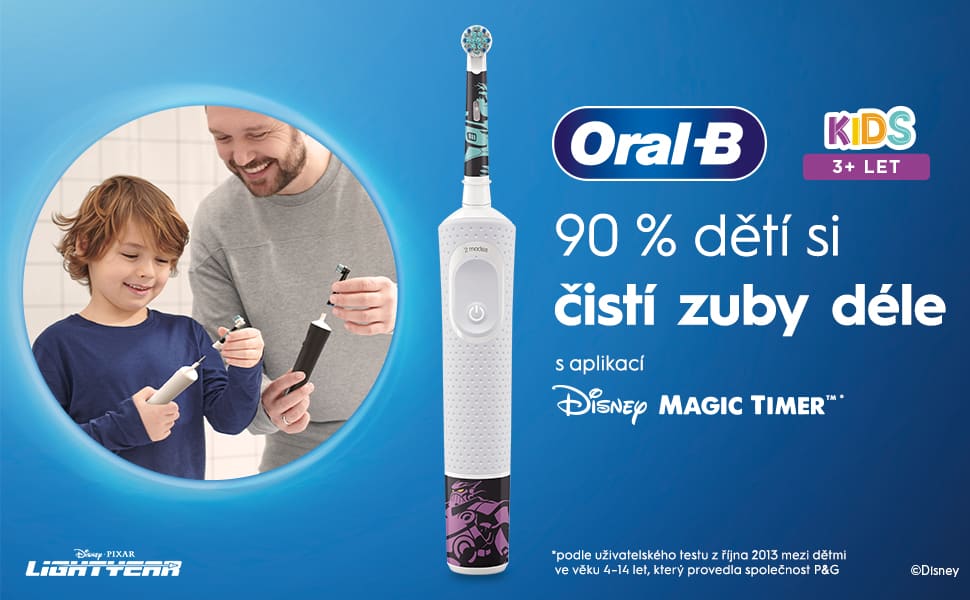 Oral-B
KIDS
3+ LET
90 % dětí si
čistí zuby déle
s aplikací
Disney MAGIC TIMER™*
2 modes
Disney · PIXAR
LIGHTYEAR
*podle uživatelského testu z října 2013 mezi dětmi
ve věku 4-14 let, který provedla společnost P&G
©Disney